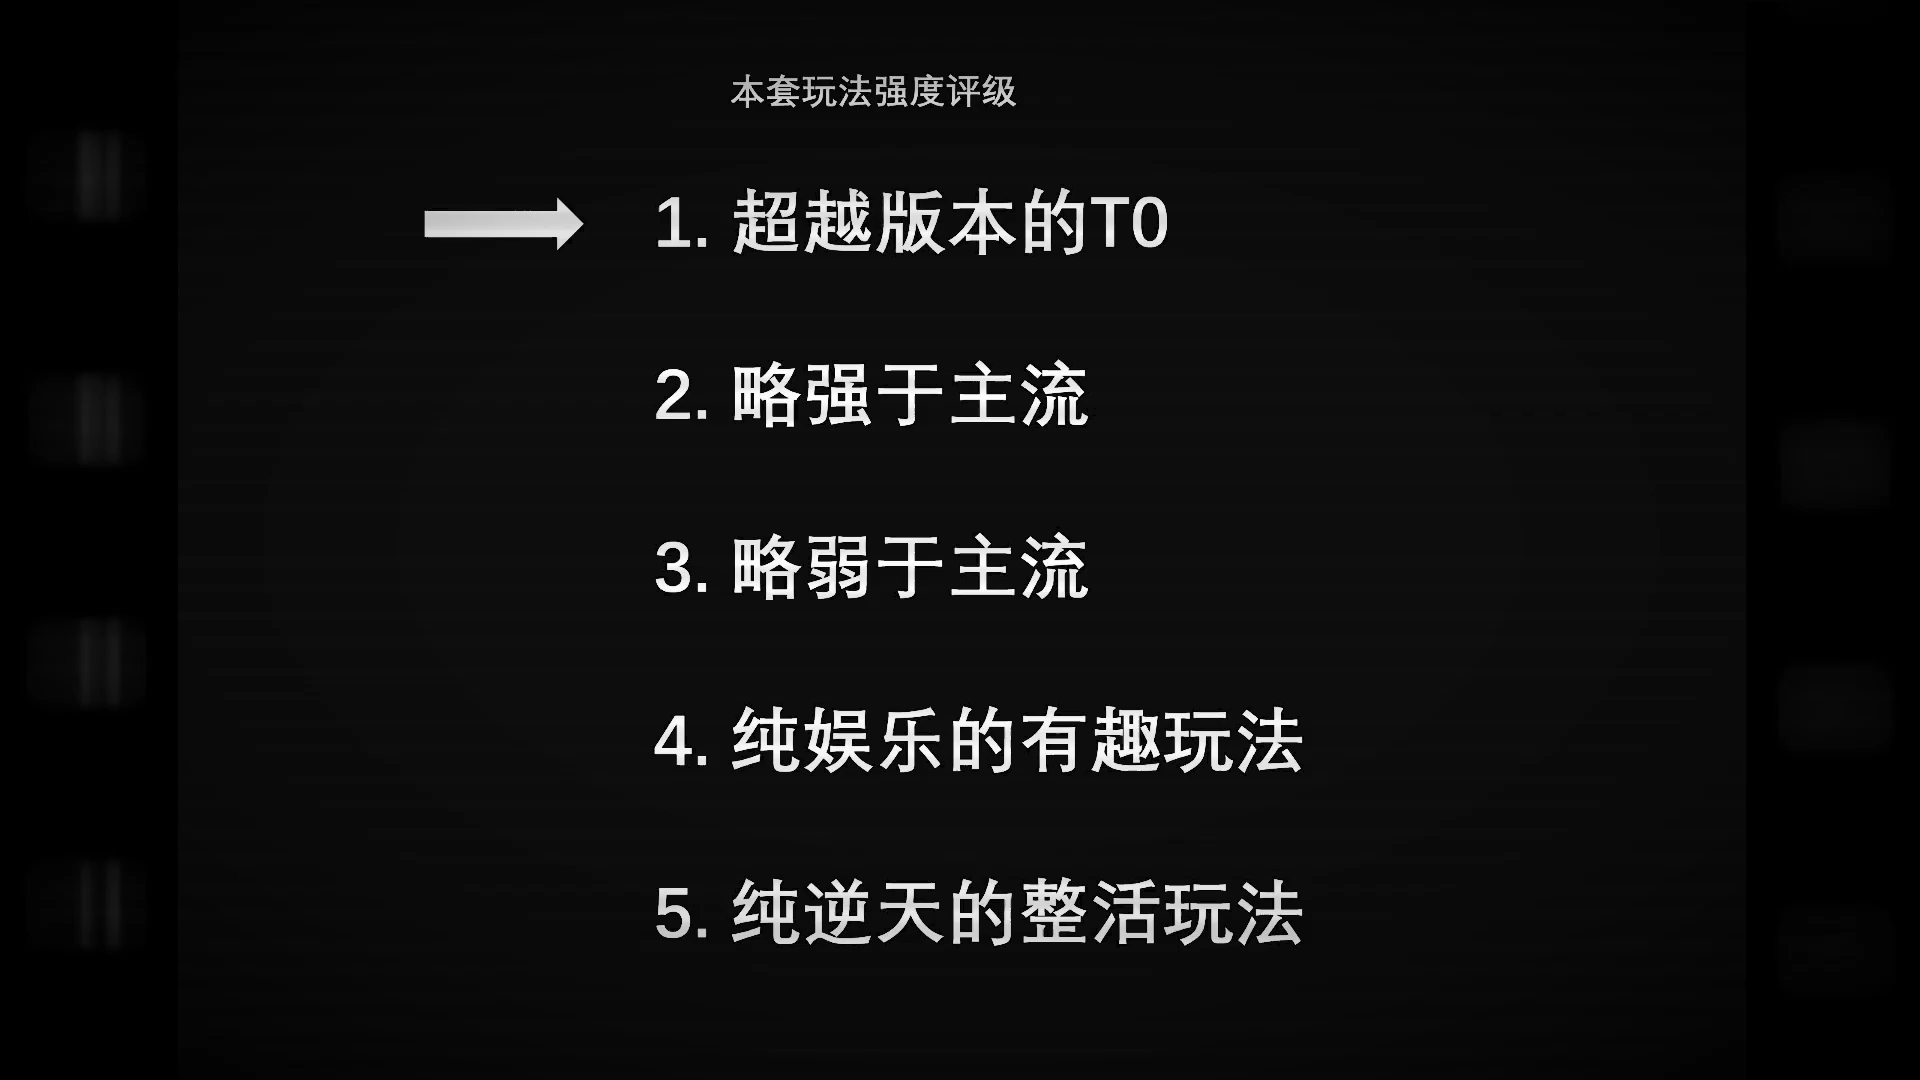 本套玩法强度评级
1. 超越版本的T0
2. 略强于主流
3. 略弱于主流
4. 纯娱乐的有趣玩法
5. 纯逆天的整活玩法